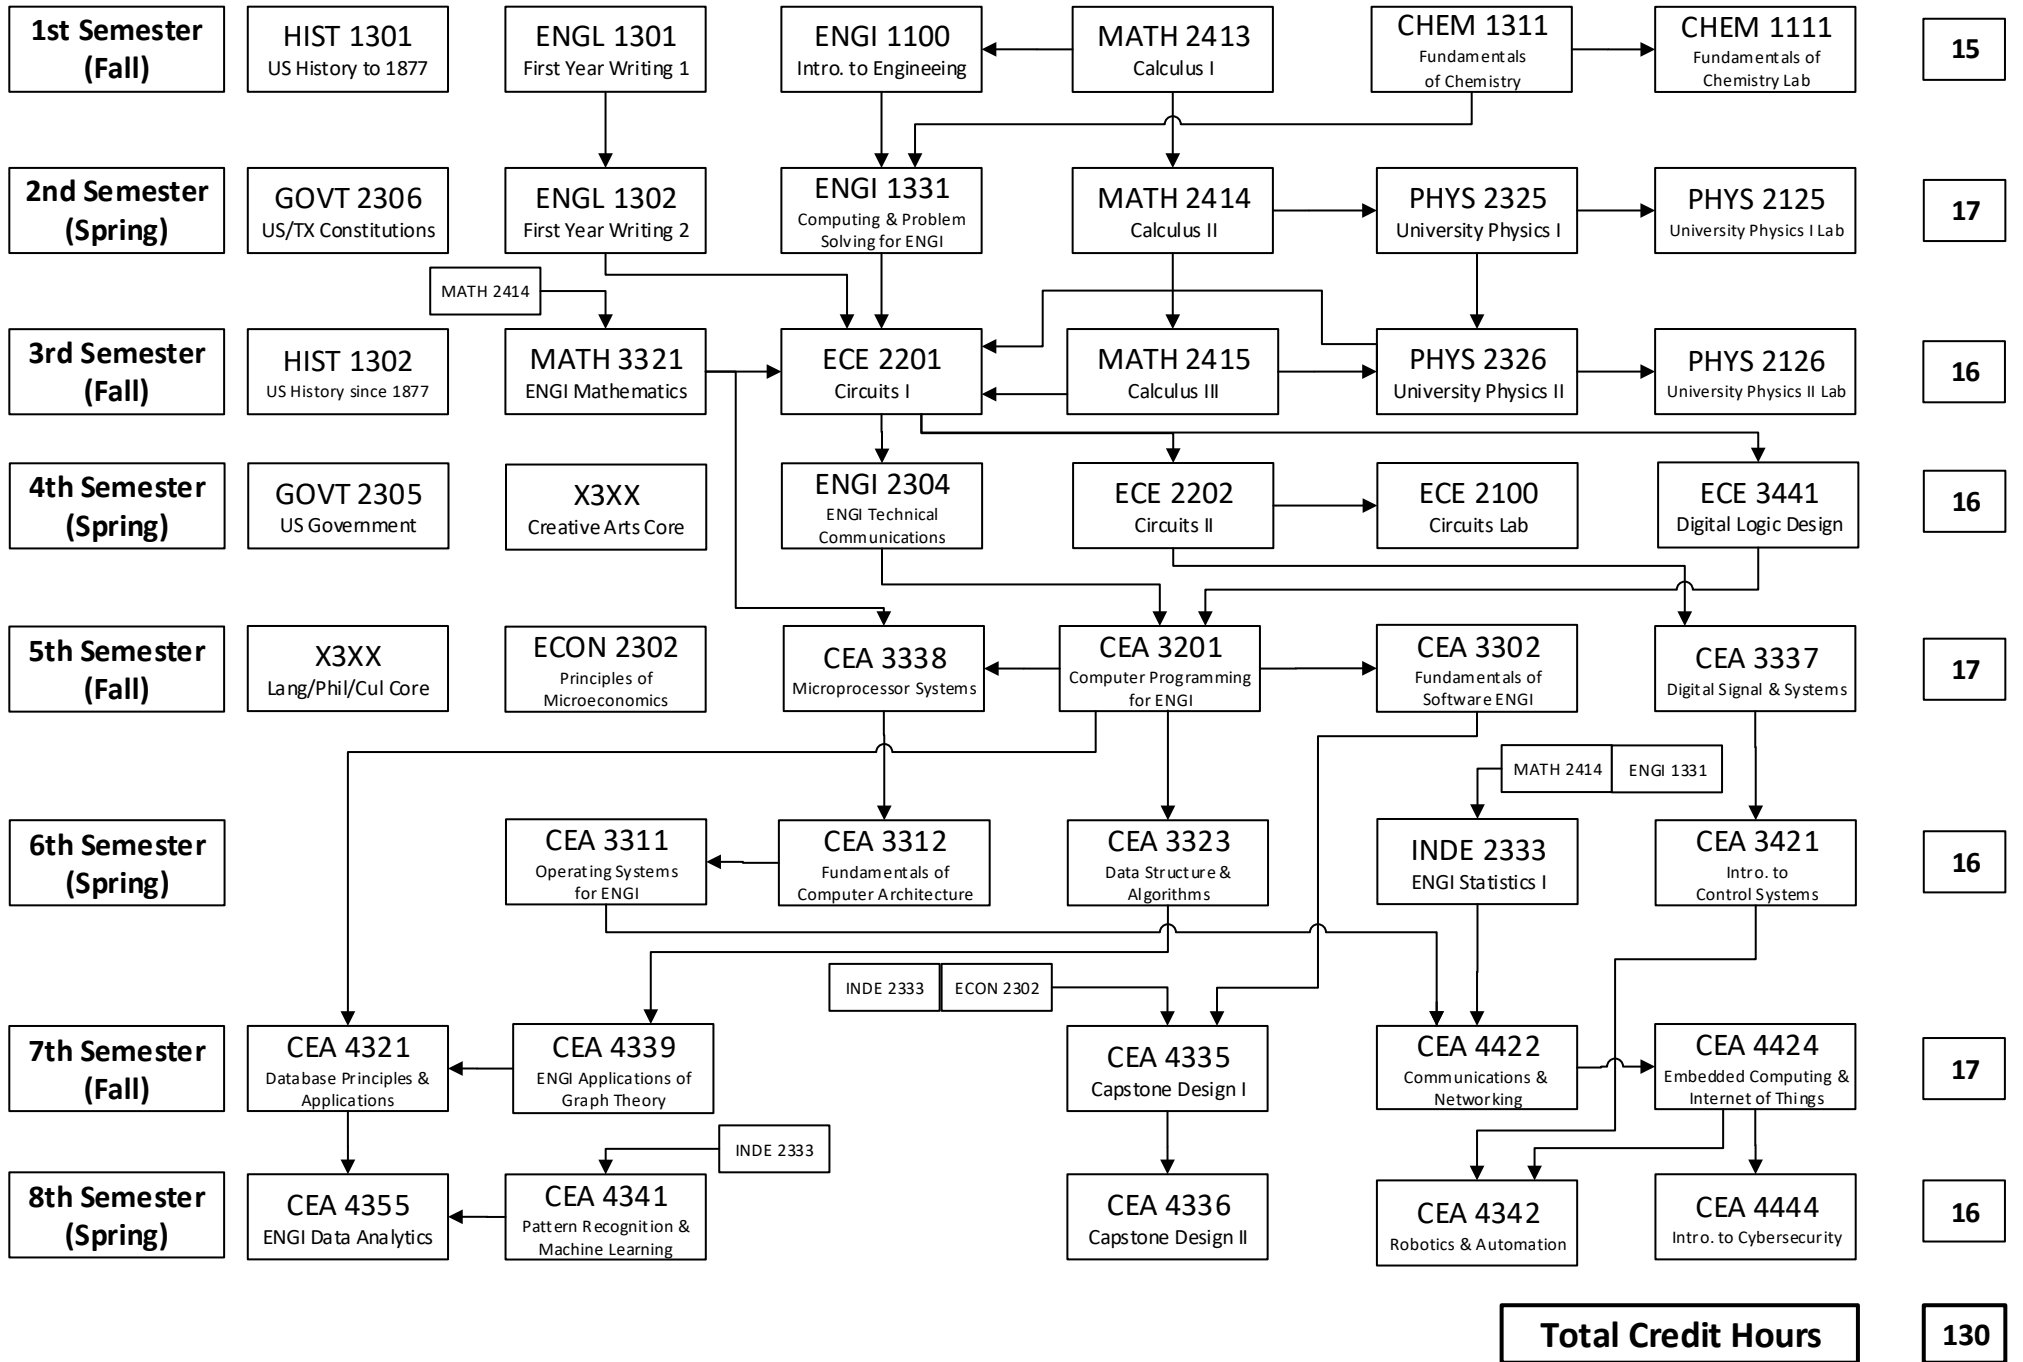 1st Semester
(Fall)
HIST 1301
US History to 1877
ENGL 1301
First Year Writing 1
ENGI 1100
Intro. to Engineeing
MATH 2413
Calculus I
CHEM 1311
Fundamentals
of Chemistry
CHEM 1111
Fundamentals of
Chemistry Lab
15
2nd Semester
(Spring)
GOVT 2306
US/TX Constitutions
ENGL 1302
First Year Writing 2
ENGI 1331
Computing & Problem
Solving for ENGI
MATH 2414
Calculus II
PHYS 2325
University Physics I
PHYS 2125
University Physics I Lab
17
MATH 2414
3rd Semester
(Fall)
HIST 1302
US History since 1877
MATH 3321
ENGI Mathematics
ECE 2201
Circuits I
MATH 2415
Calculus III
PHYS 2326
University Physics II
PHYS 2126
University Physics II Lab
16
4th Semester
(Spring)
GOVT 2305
US Government
X3XX
Creative Arts Core
ENGI 2304
ENGI Technical
Communications
ECE 2202
Circuits II
ECE 2100
Circuits Lab
ECE 3441
Digital Logic Design
16
5th Semester
(Fall)
X3XX
Lang/Phil/Cul Core
ECON 2302
Principles of
Microeconomics
CEA 3338
Microprocessor Systems
CEA 3201
Computer Programming
for ENGI
CEA 3302
Fundamentals of
Software ENGI
CEA 3337
Digital Signal & Systems
17
MATH 2414
ENGI 1331
6th Semester
(Spring)
CEA 3311
Operating Systems
for ENGI
CEA 3312
Fundamentals of
Computer Architecture
CEA 3323
Data Structure &
Algorithms
INDE 2333
ENGI Statistics I
CEA 3421
Intro. to
Control Systems
16
INDE 2333
ECON 2302
7th Semester
(Fall)
CEA 4321
Database Principles &
Applications
CEA 4339
ENGI Applications of
Graph Theory
CEA 4335
Capstone Design I
CEA 4422
Communications &
Networking
CEA 4424
Embedded Computing &
Internet of Things
17
INDE 2333
8th Semester
(Spring)
CEA 4355
ENGI Data Analytics
CEA 4341
Pattern Recognition &
Machine Learning
CEA 4336
Capstone Design II
CEA 4342
Robotics & Automation
CEA 4444
Intro. to Cybersecurity
16
Total Credit Hours
130